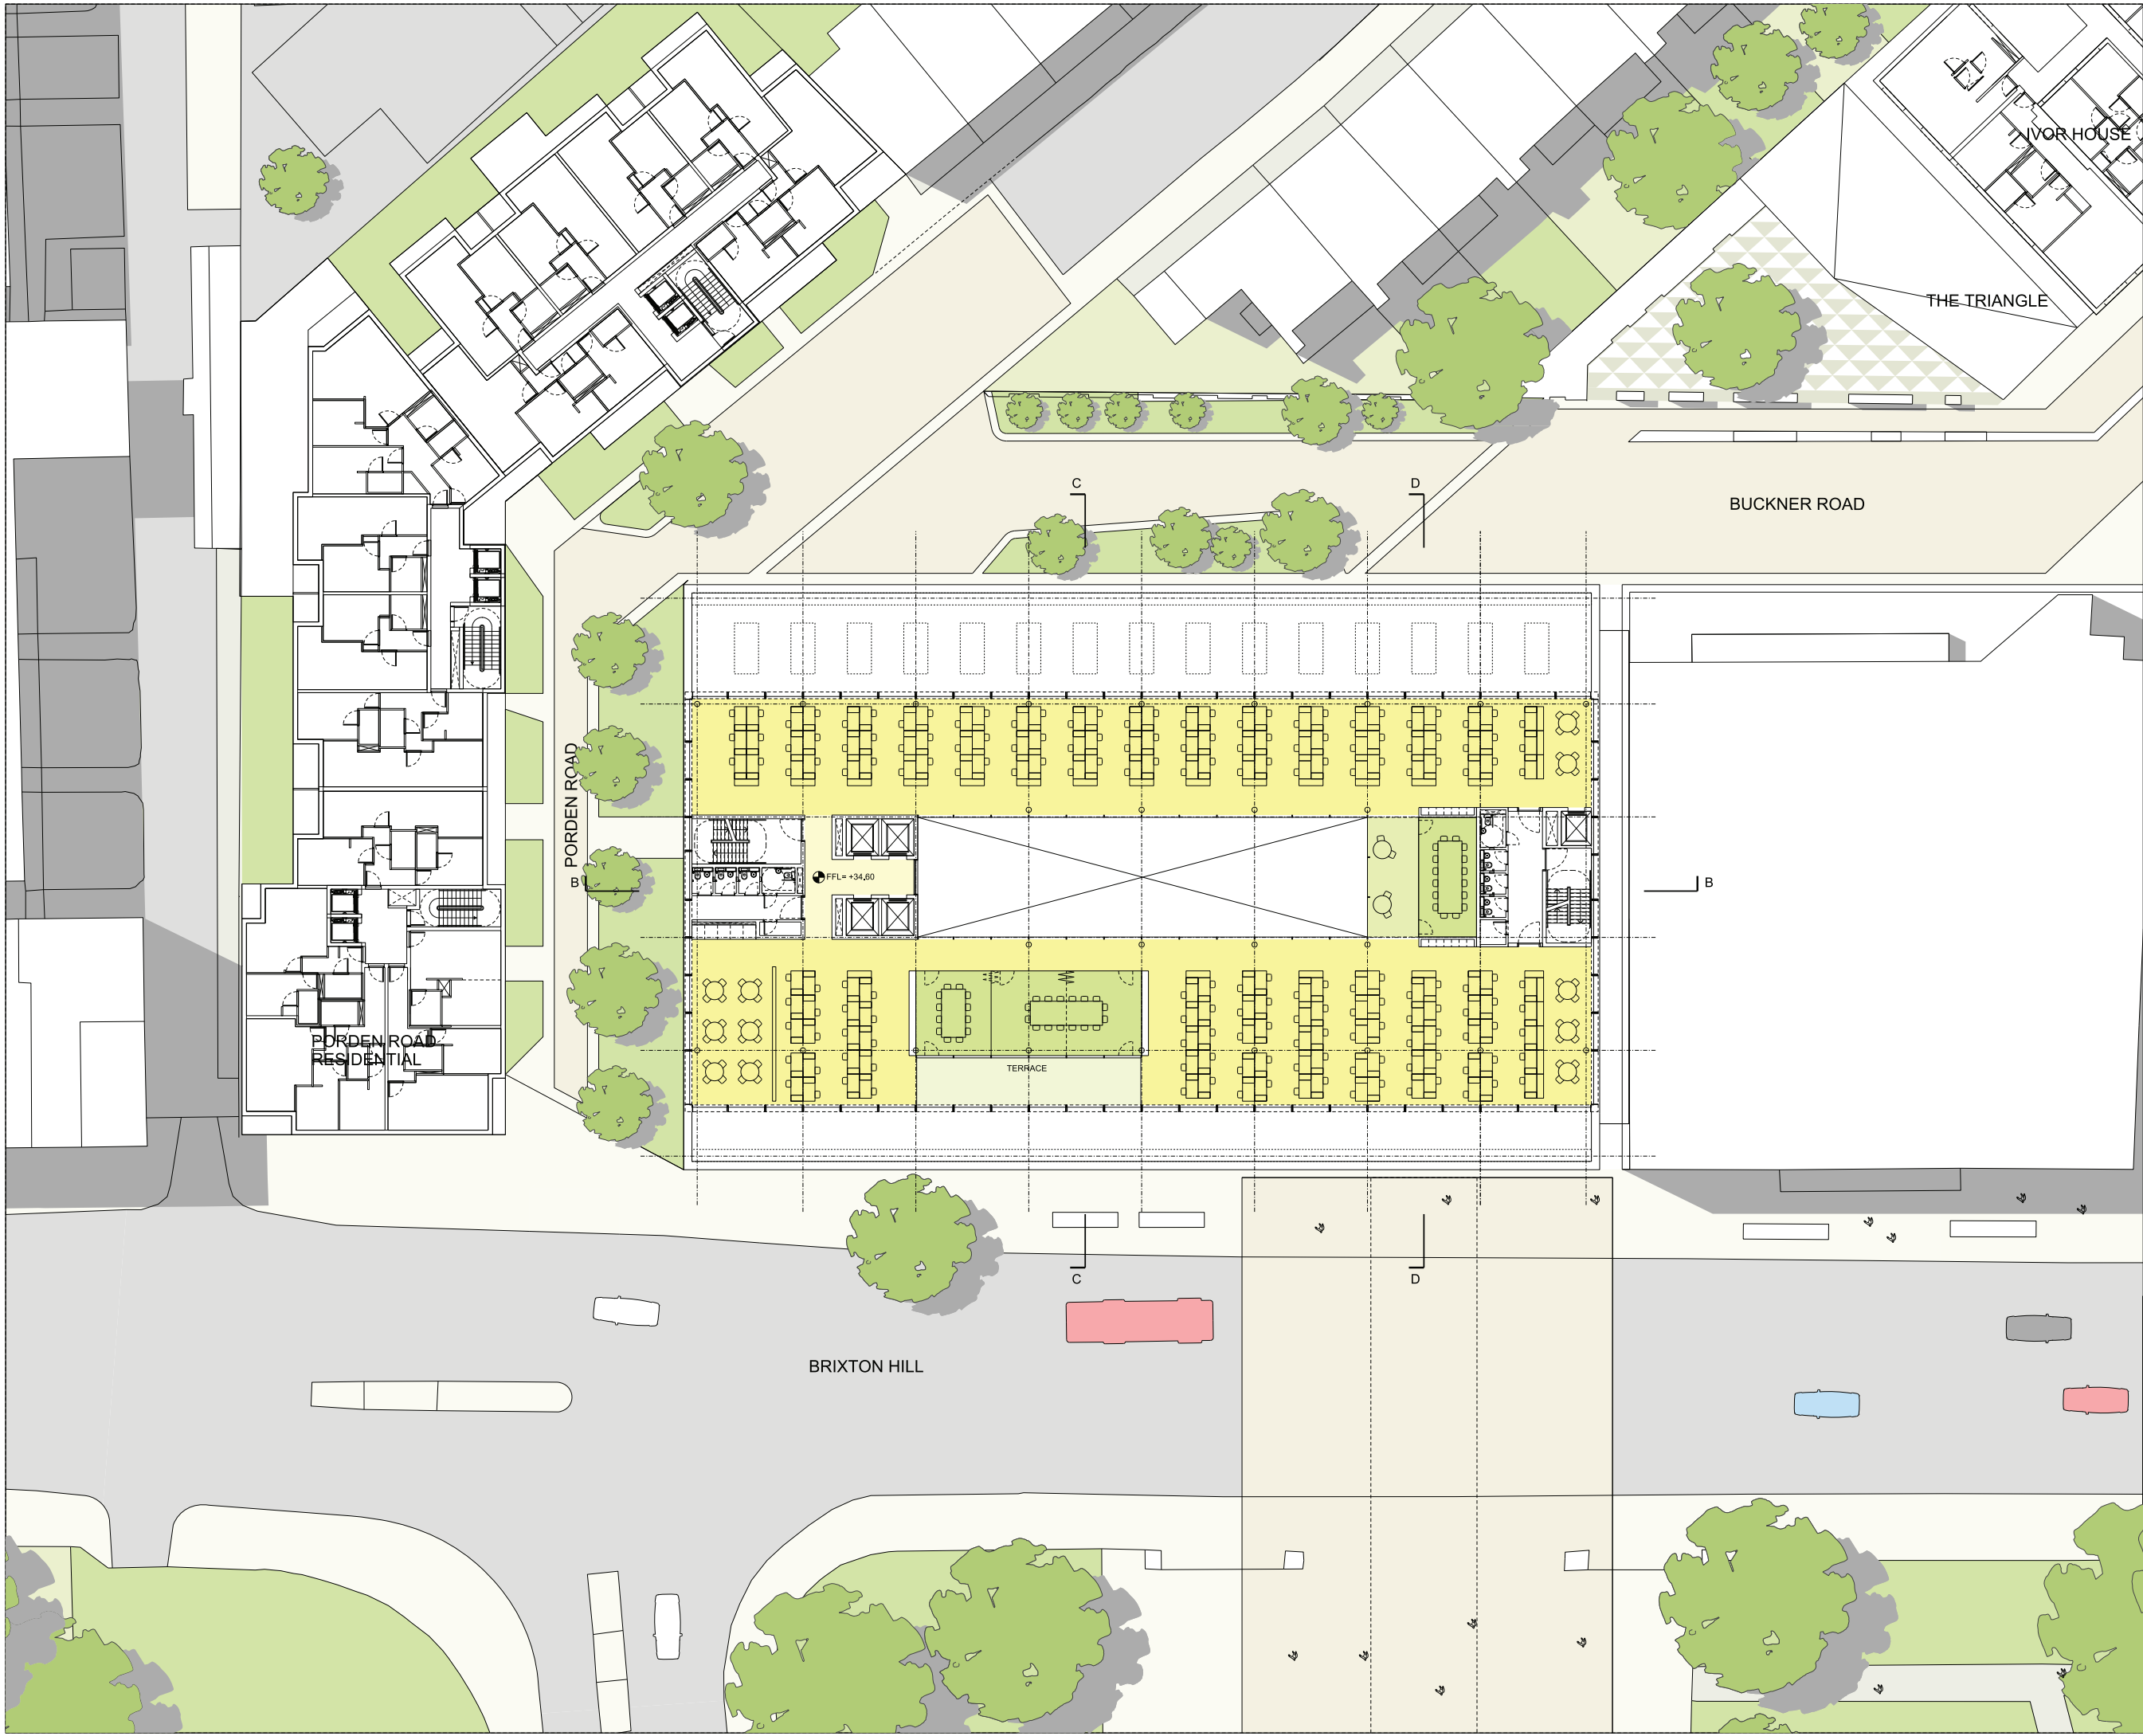 IVOR HOUSE
THE TRIANGLE
C
D
BUCKNER ROAD
PORDEN ROAD
B
FFL= +34,60
B
PORDEN ROAD
RESIDENTIAL
TERRACE
C
D
BRIXTON HILL